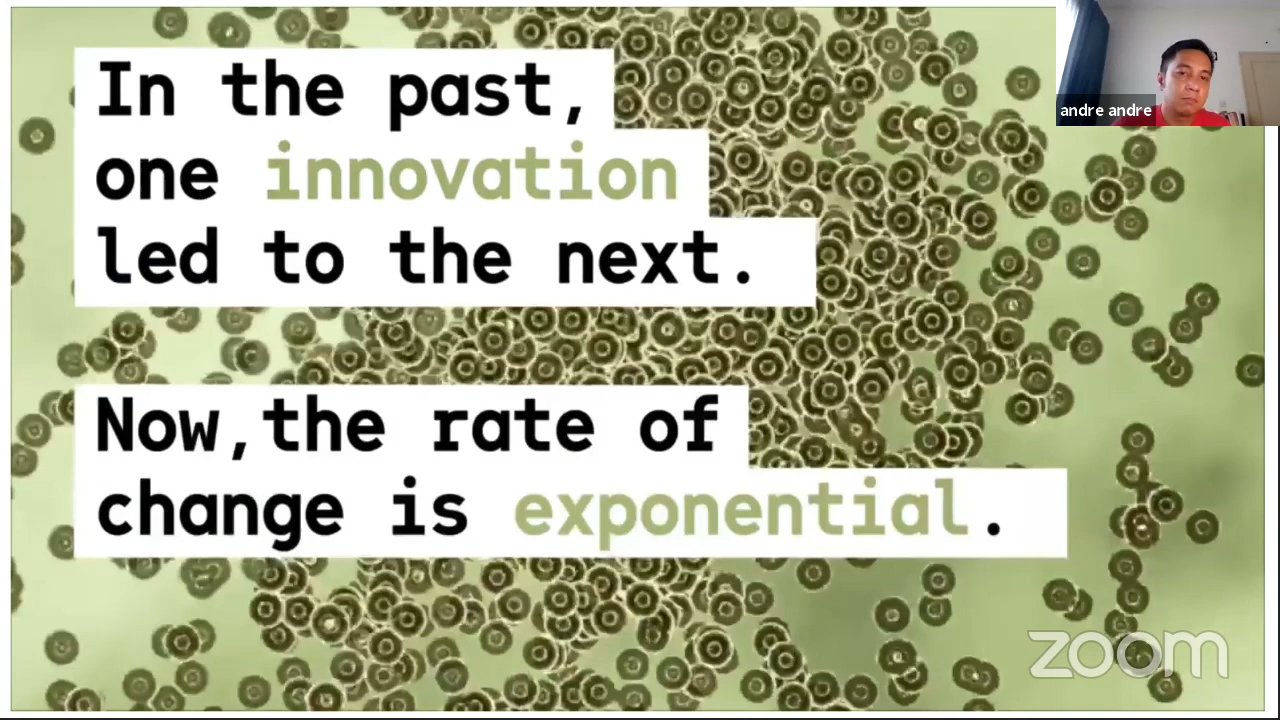 In the past,
one innovation
led to the next.
Now,the rate of
change is exponential.
andre andre
zoom